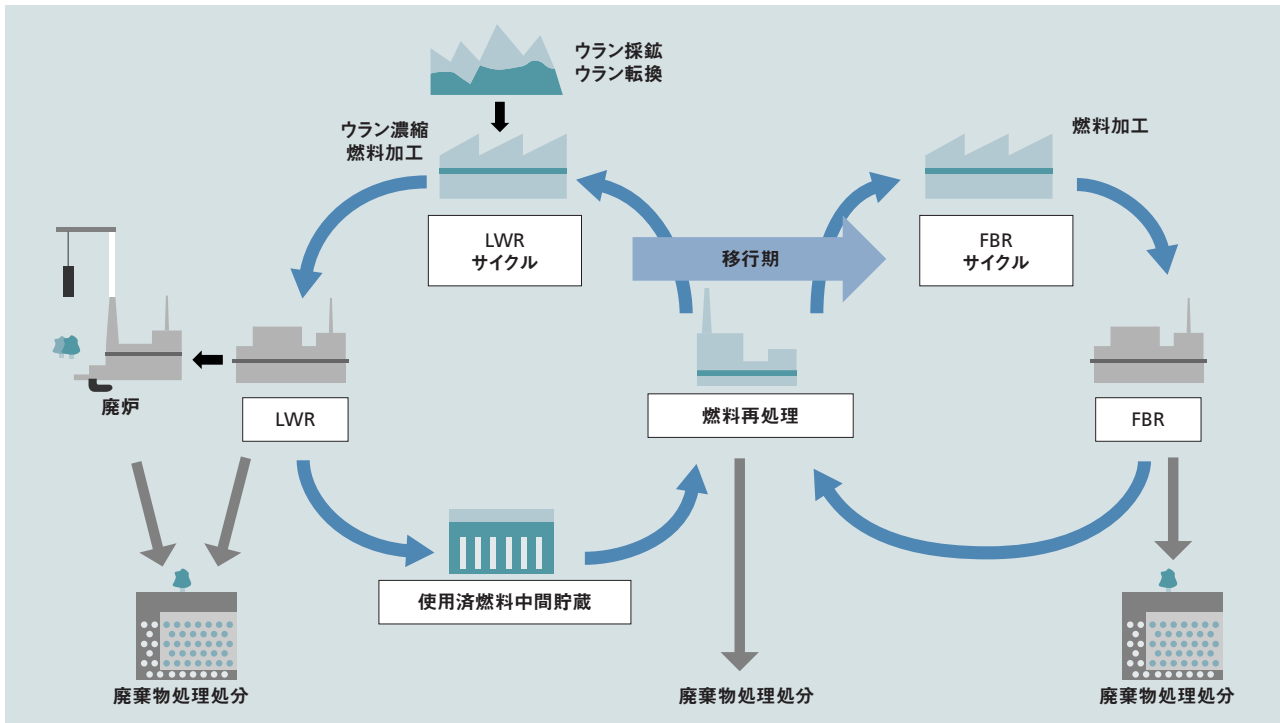 ウラン採鉱
ウラン転換
ウラン濃縮
燃料加工
燃料加工
LWR
サイクル
移行期
FBR
サイクル
廃炉
LWR
燃料再処理
FBR
使用済燃料中間貯蔵
廃棄物処理処分
廃棄物処理処分
廃棄物処理処分